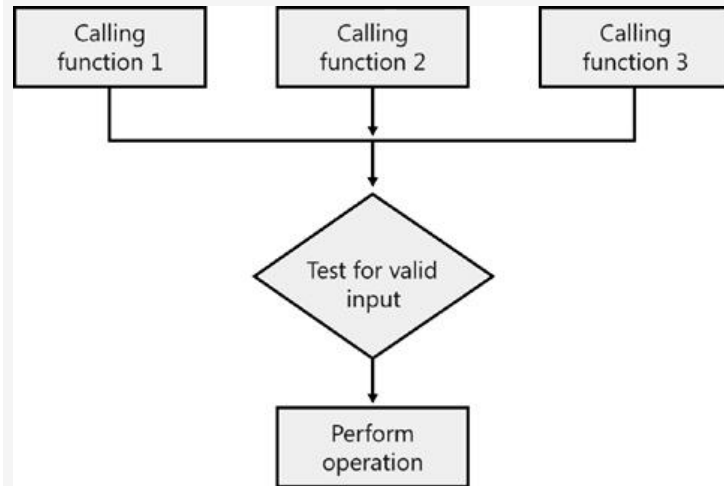 Calling
function 1
Calling
function 2
Calling
function 3
Test for valid
input
Perform
operation